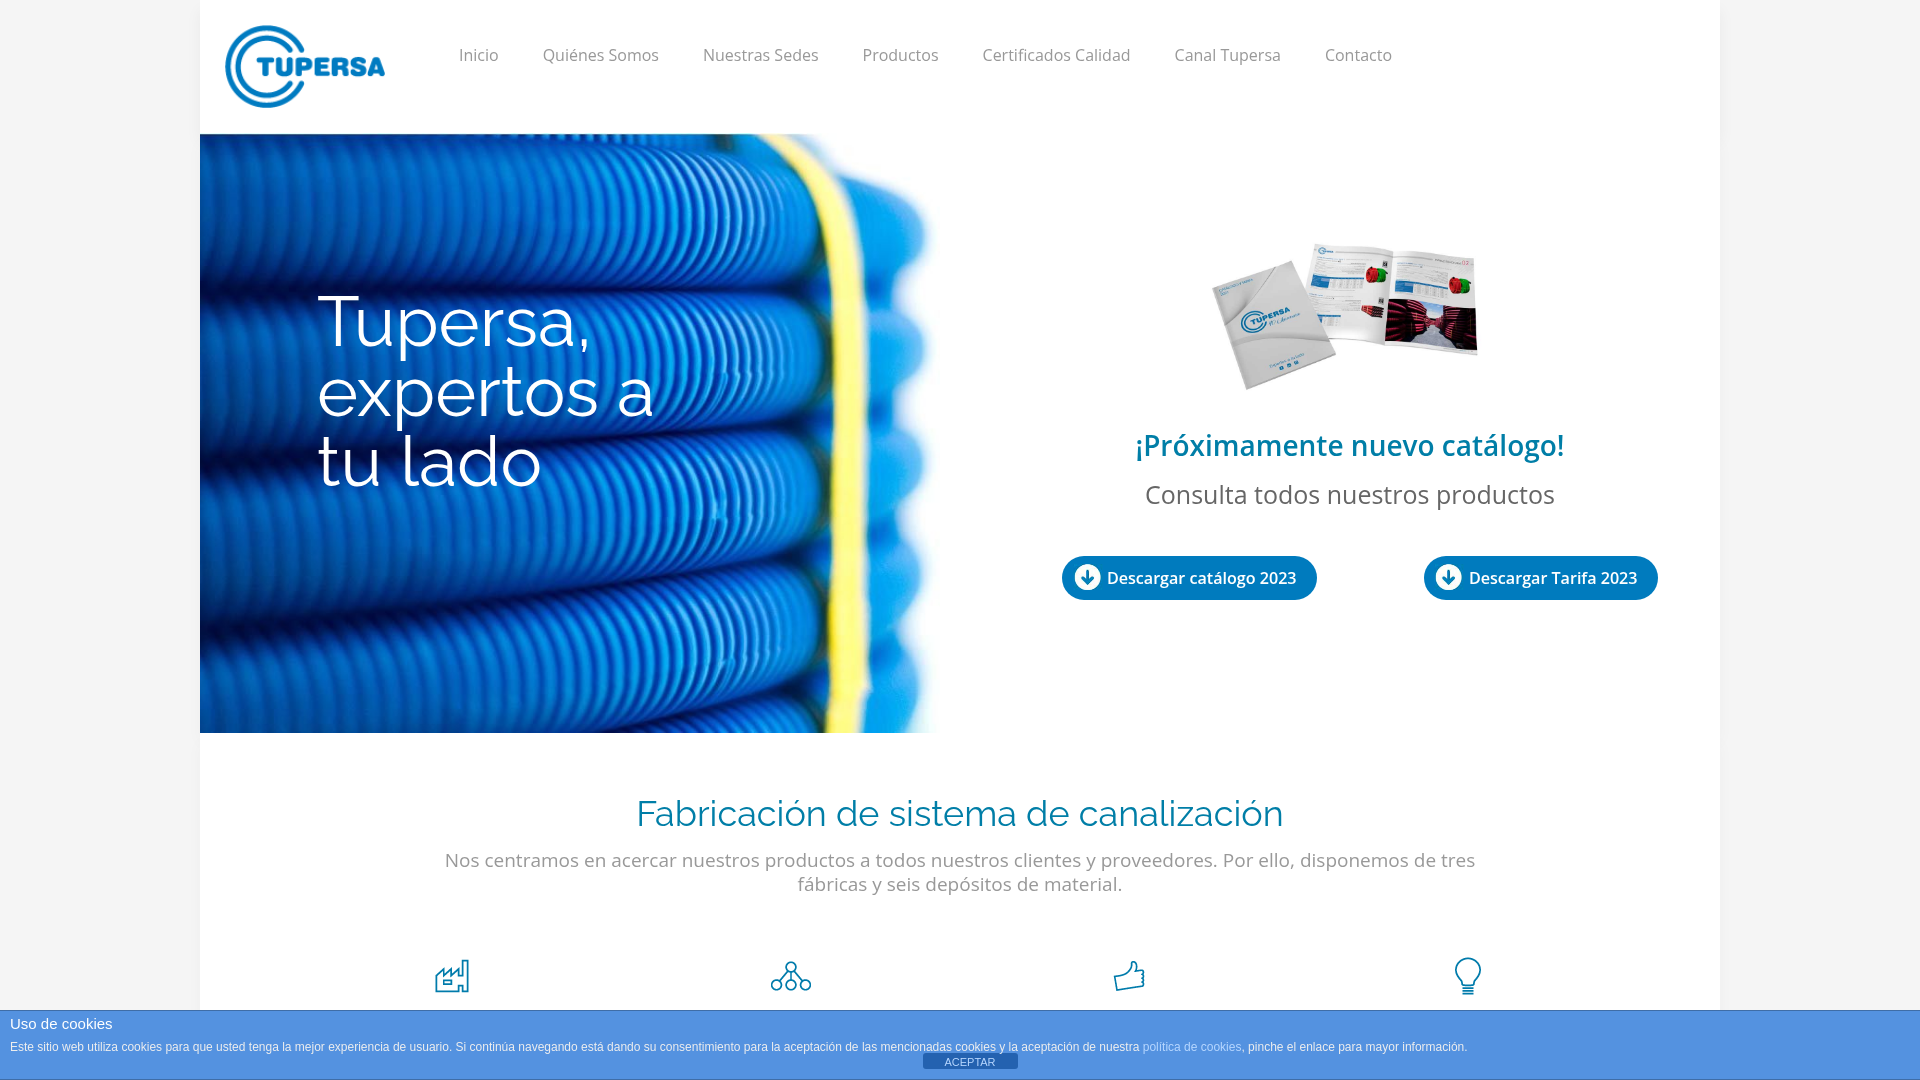 TUPERSA
Inicio
Quiénes Somos
Nuestras Sedes
Productos
Certificados Calidad
Canal Tupersa
Contacto
Tupersa,
expertos a
tu lado
TUPERSA
¡Próximamente nuevo catálogo!
Consulta todos nuestros productos
Descargar catálogo 2023
Descargar Tarifa 2023
Fabricación de sistema de canalización
Nos centramos en acercar nuestros productos a todos nuestros clientes y proveedores. Por ello, disponemos de tres
fábricas y seis depósitos de material.
Uso de cookies
Este sitio web utiliza cookies para que usted tenga la mejor experiencia de usuario. Si continúa navegando está dando su consentimiento para la aceptación de las mencionadas cookies y la aceptación de nuestra política de cookies, pinche el enlace para mayor información.
ACEPTAR